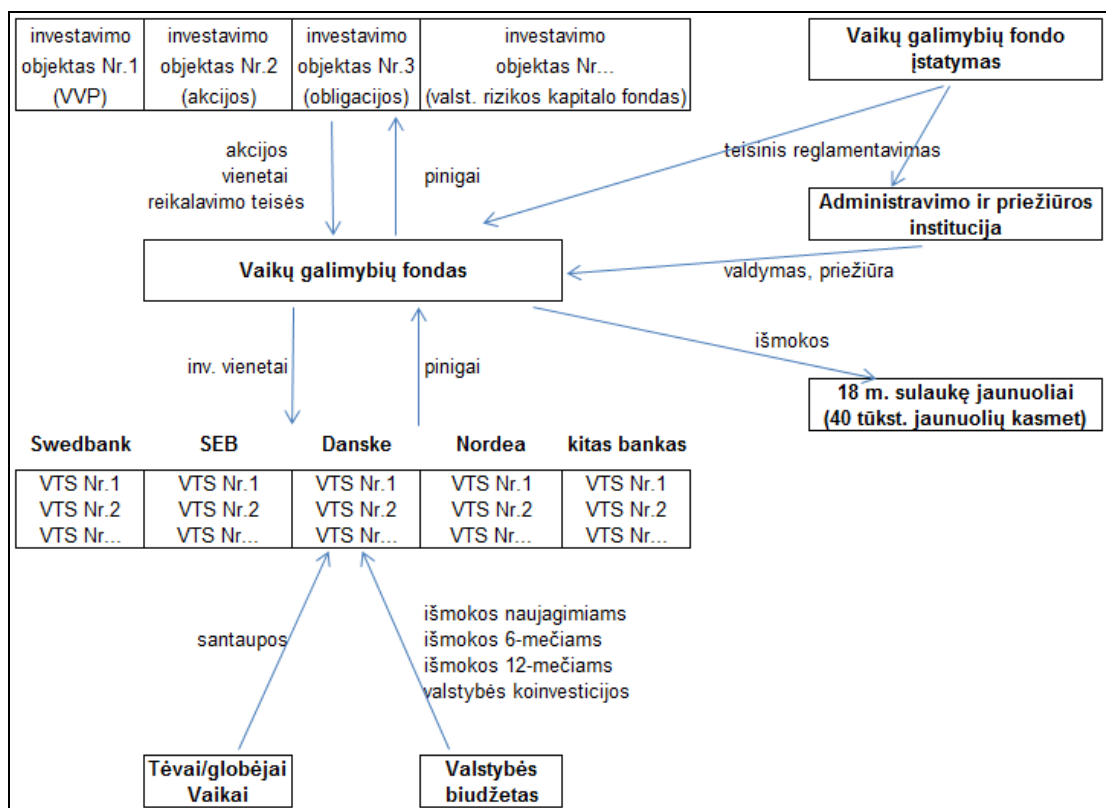 investavimo
objektas Nr.1
(VVP)
investavimo
objektas Nr.2
(akcijos)
investavimo
objektas Nr.3
(obligacijos)
investavimo
objektas Nr...
(valst. rizikos kapitalo fondas)
Vaikų galimybių fondo
įstatymas
akcijos
vienetai
reikalavimo teisės
pinigai
teisinis reglamentavimas
Administravimo ir priežiūros
institucija
Vaikų galimybių fondas
valdymas, priežiūra
inv. vienetai
pinigai
išmokos
18 m. sulaukę jaunuoliai
(40 tūkst. jaunuolių kasmet)
Swedbank
SEB
Danske
Nordea
kitas bankas
VTS Nr.1
VTS Nr.2
VTS Nr...
VTS Nr.1
VTS Nr.2
VTS Nr...
VTS Nr.1
VTS Nr.2
VTS Nr...
VTS Nr.1
VTS Nr.2
VTS Nr...
VTS Nr.1
VTS Nr.2
VTS Nr...
santaupos
išmokos naujagimiams
išmokos 6-mečiams
išmokos 12-mečiams
valstybės koinvesticijos
Tėvai/globėjai
Vaikai
Valstybės
biudžetas